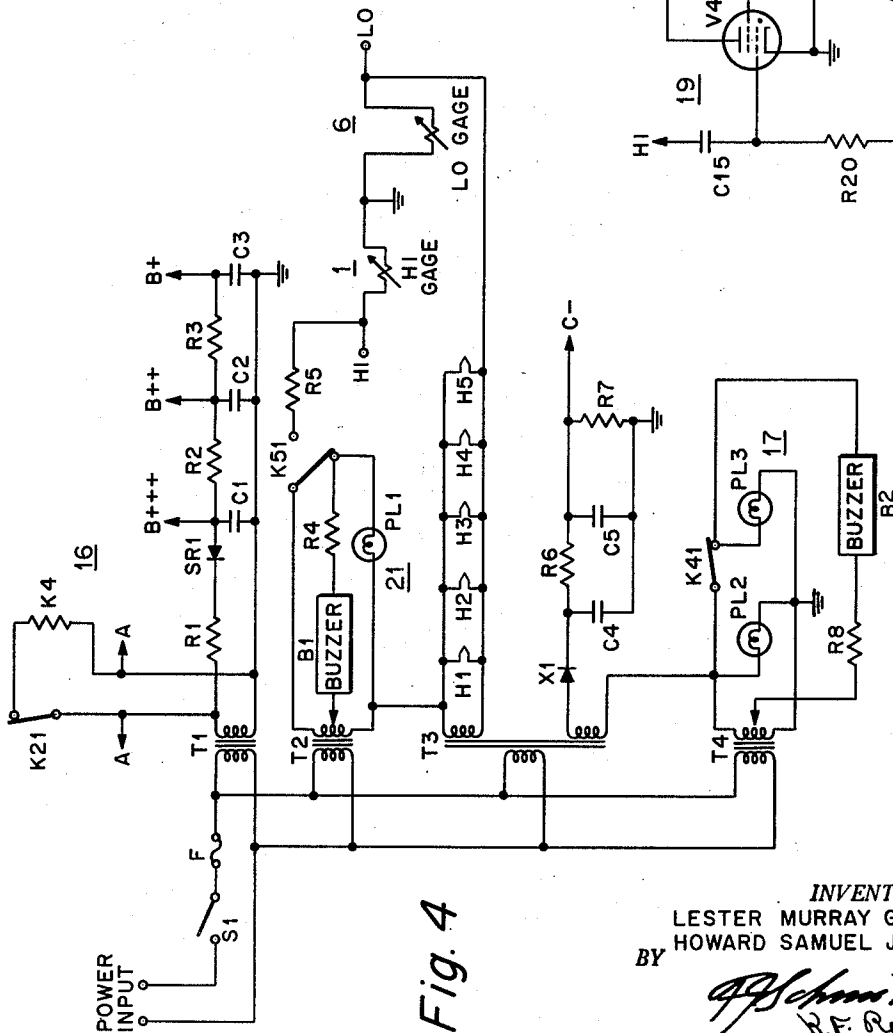 POWER
INPUT
S1
F
K21
K4
16
A
A
T1
R1
SR1
B+++
C1
R2
B++
C2
R3
B+
C3
T2
B1
BUZZER
R4
PL1
21
K51
R5
HI
1
HI
GAGE
6
LO GAGE
LO
T3
H1
H2
H3
H4
H5
X1
C4
R6
C5
R7
C-
T4
K41
PL2
PL3
17
R8
BUZZER
HI
C15
19
V4
R20
Fig. 4
INVENT
LESTER MURRAY G
HOWARD SAMUEL J
BY